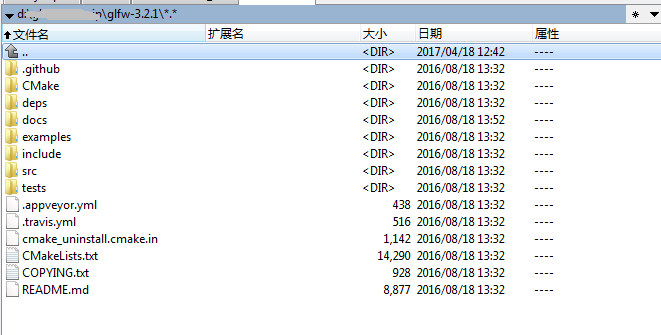 \glfw-3.2.1\*.*
文件名 扩展名 大小 日期 属性
.. <DIR> 2017/04/18 12:42 ----
.github <DIR> 2016/08/18 13:32 ----
CMake <DIR> 2016/08/18 13:32 ----
deps <DIR> 2016/08/18 13:32 ----
docs <DIR> 2016/08/18 13:52 ----
examples <DIR> 2016/08/18 13:32 ----
include <DIR> 2016/08/18 13:32 ----
src <DIR> 2016/08/18 13:32 ----
tests <DIR> 2016/08/18 13:32 ----
.appveyor.yml 438 2016/08/18 13:32 ----
.travis.yml 516 2016/08/18 13:32 ----
cmake_uninstall.cmake.in 1,142 2016/08/18 13:32 ----
CMakeLists.txt 14,290 2016/08/18 13:32 ----
COPYING.txt 928 2016/08/18 13:32 ----
README.md 8,877 2016/08/18 13:32 ----